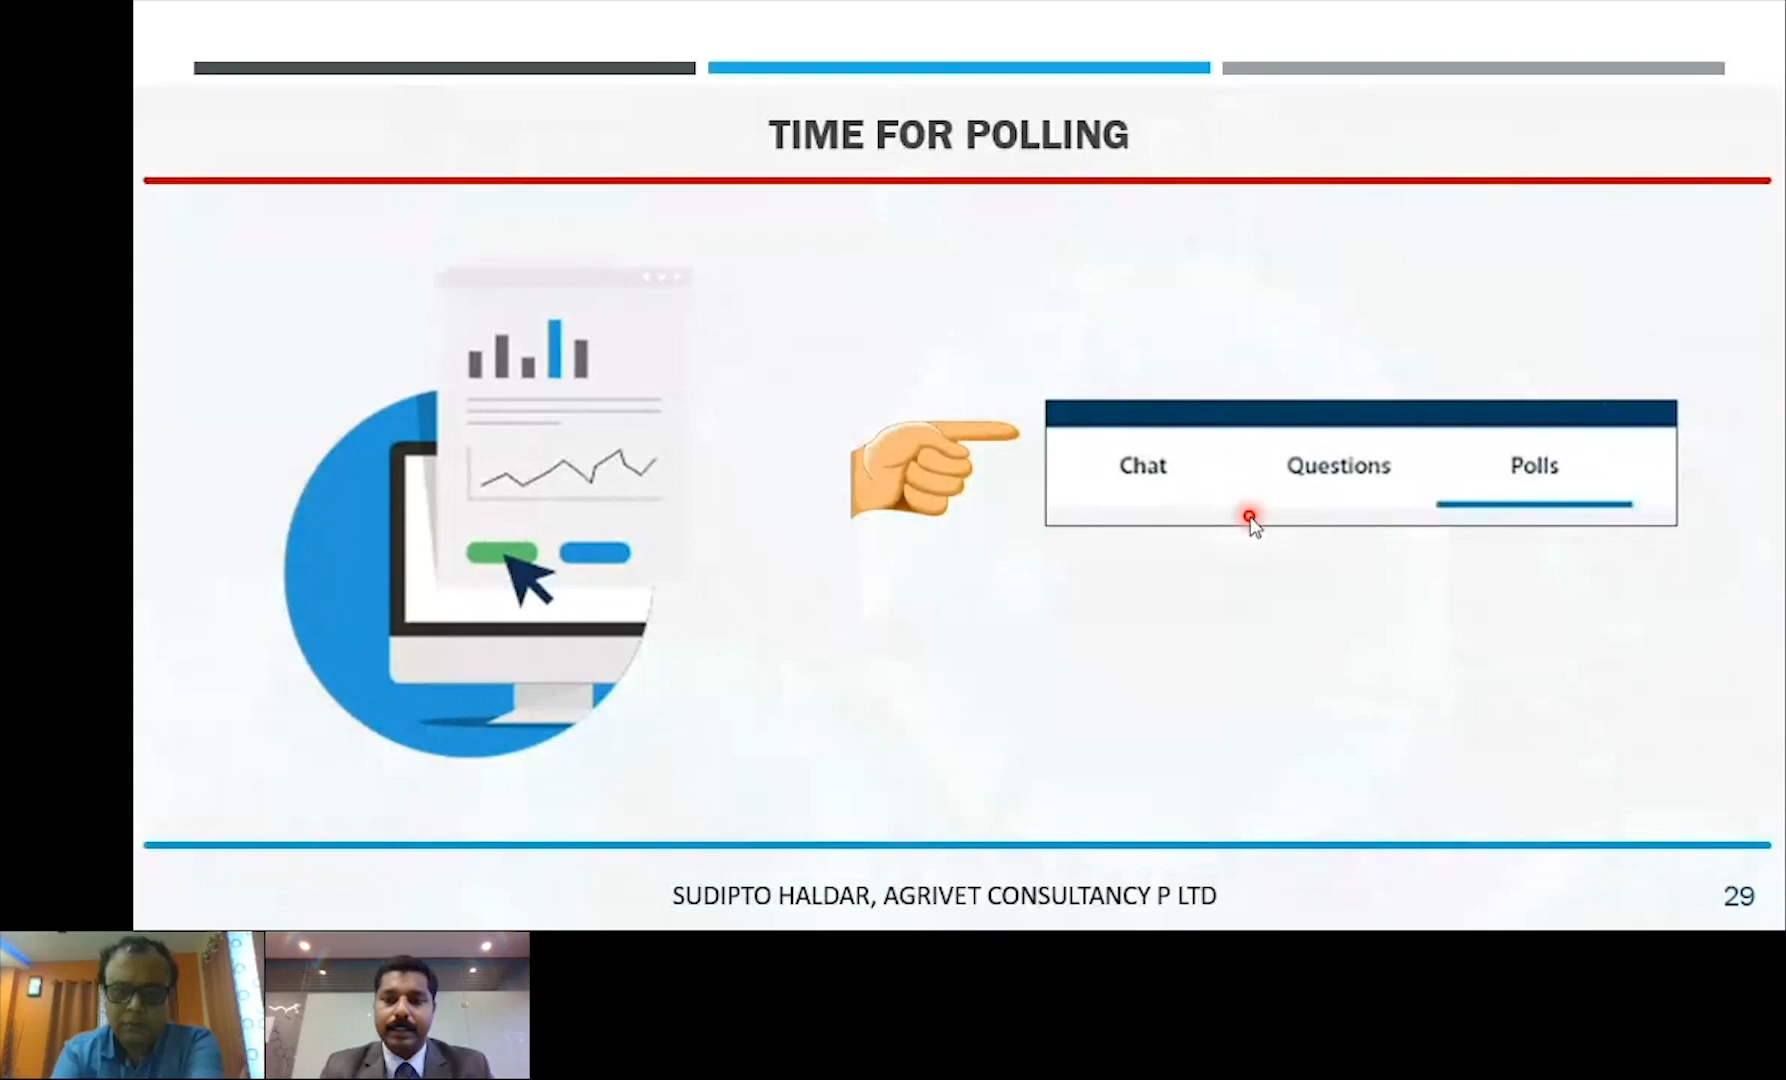 TIME FOR POLLING
Chat Questions Polls
SUDIPTO HALDAR, AGRIVET CONSULTANCY P LTD
29